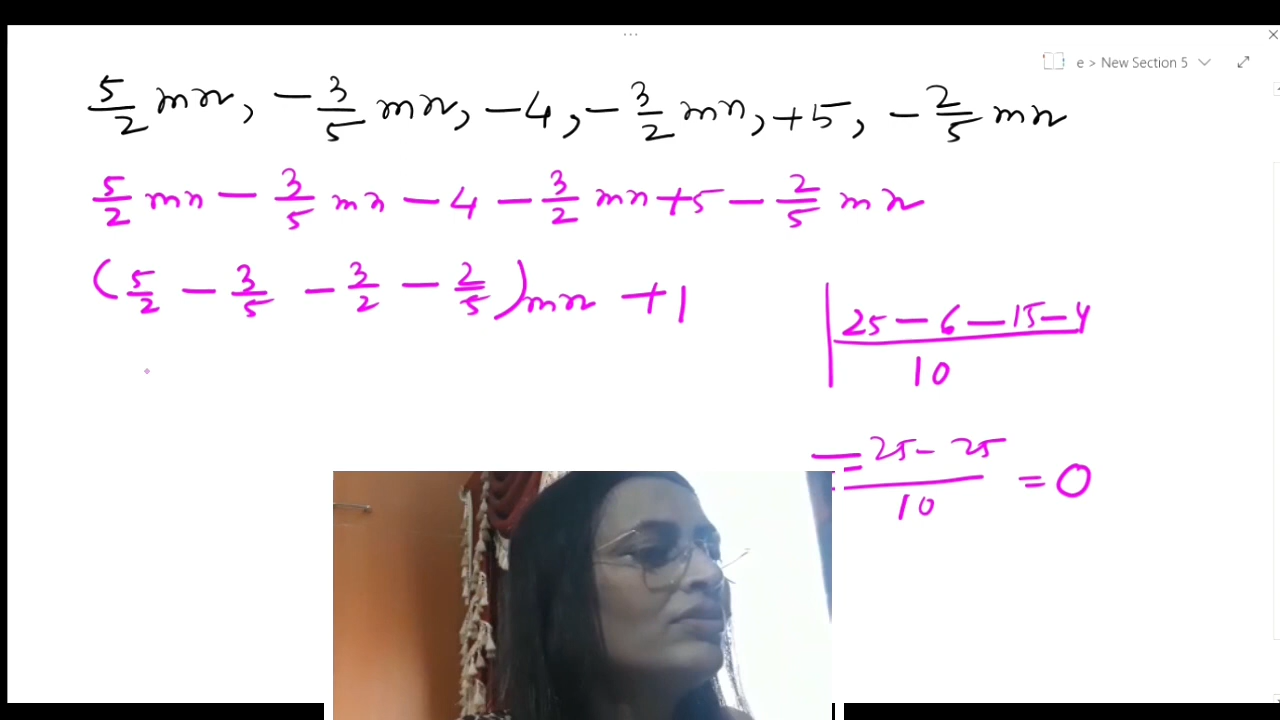 ...
e > New Section 5
5/2 mn, -3/5 mn, -4, -3/2 mn, +5, -2/5 mn
5/2 mn - 3/5 mn - 4 - 3/2 mn + 5 - 2/5 mn
(5/2 - 3/5 - 3/2 - 2/5) mn + 1
25 - 6 - 15 - 4
10
= 25 - 25 = 0
10